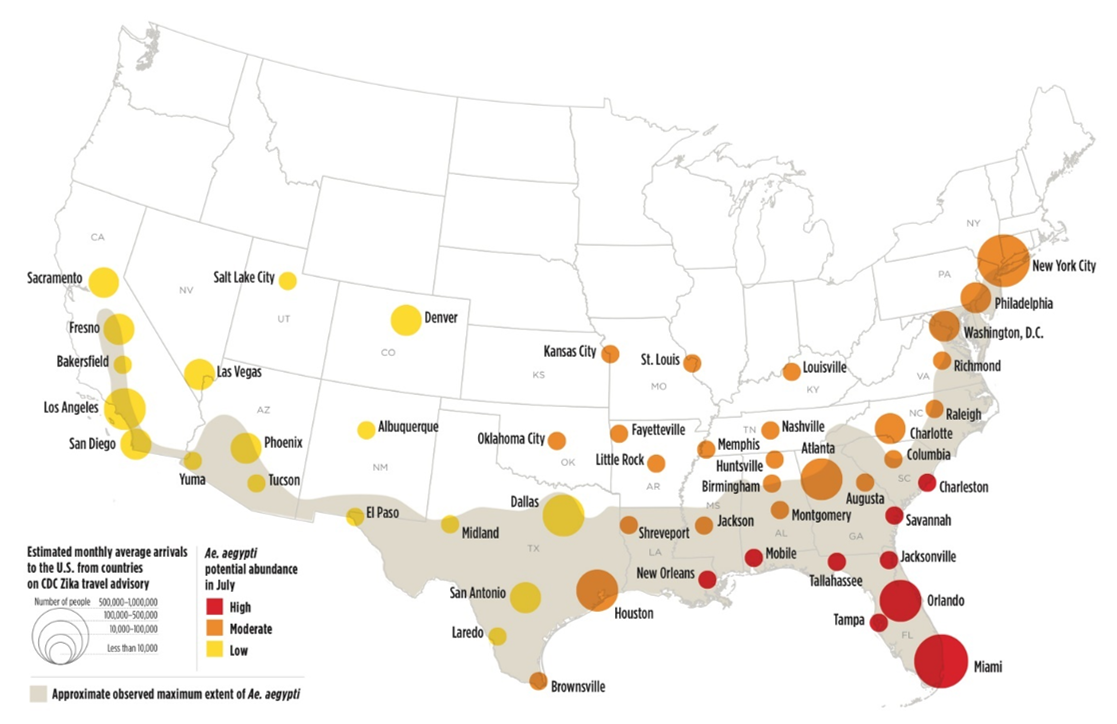 CA
NY
Sacramento
Salt Lake City
NV
UT
Denver
CO
New York City
PA
Philadelphia
Washington, D.C.
Fresno
Bakersfield
Las Vegas
Kansas City
St. Louis
Louisville
Richmond
KS
MO
KY
VA
Los Angeles
AZ
Albuquerque
Raleigh
NC
San Diego
Phoenix
Oklahoma City
Fayetteville
TN
Nashville
Charlotte
Memphis
Atlanta
Yuma
Tucson
NM
OK
Little Rock
Huntsville
Columbia
AR
Birmingham
SC
Charleston
Augusta
Dallas
El Paso
Midland
MS
Jackson
Montgomery
Savannah
Shreveport
TX
LA
AL
GA
Mobile
Jacksonville
New Orleans
Tallahassee
San Antonio
Houston
Orlando
Tampa
Laredo
FL
Miami
Brownsville
Estimated monthly average arrivals
to the U.S. from countries
on CDC Zika travel advisory
Number of people
500,000–1,000,000
100,000–500,000
10,000–100,000
Less than 10,000
Ae. aegypti
potential abundance
in July
High
Moderate
Low
Approximate observed maximum extent of Ae. aegypti